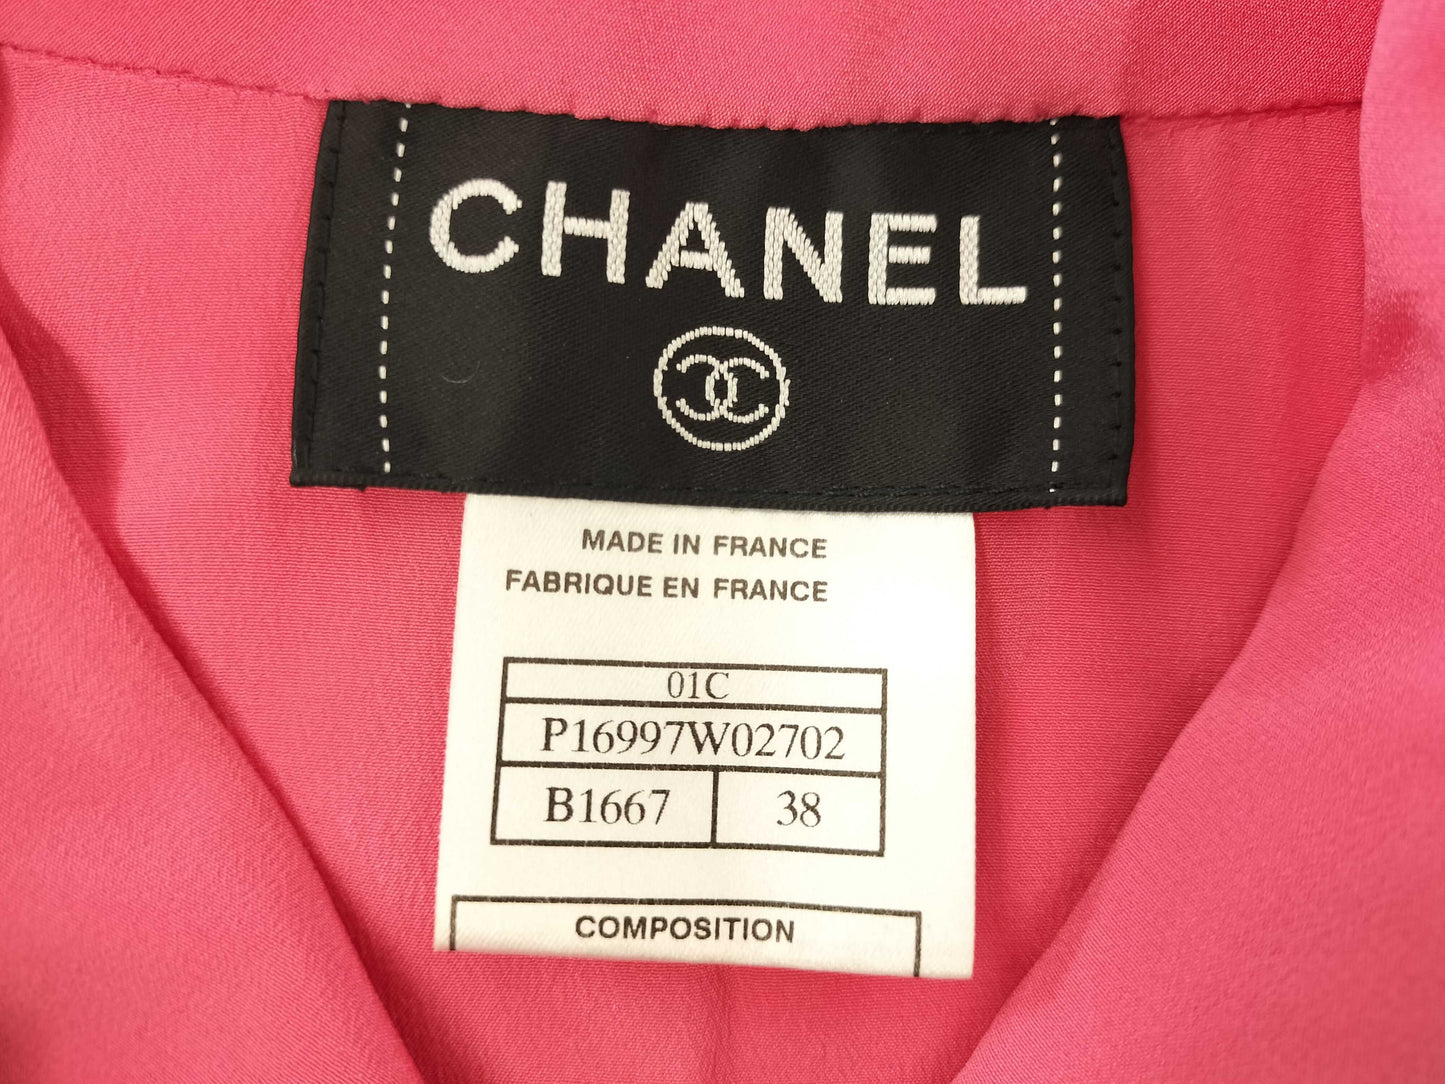 CHANEL
MADE IN FRANCE
FABRIQUE EN FRANCE
01C
P16997W02702
B1667 38
COMPOSITION